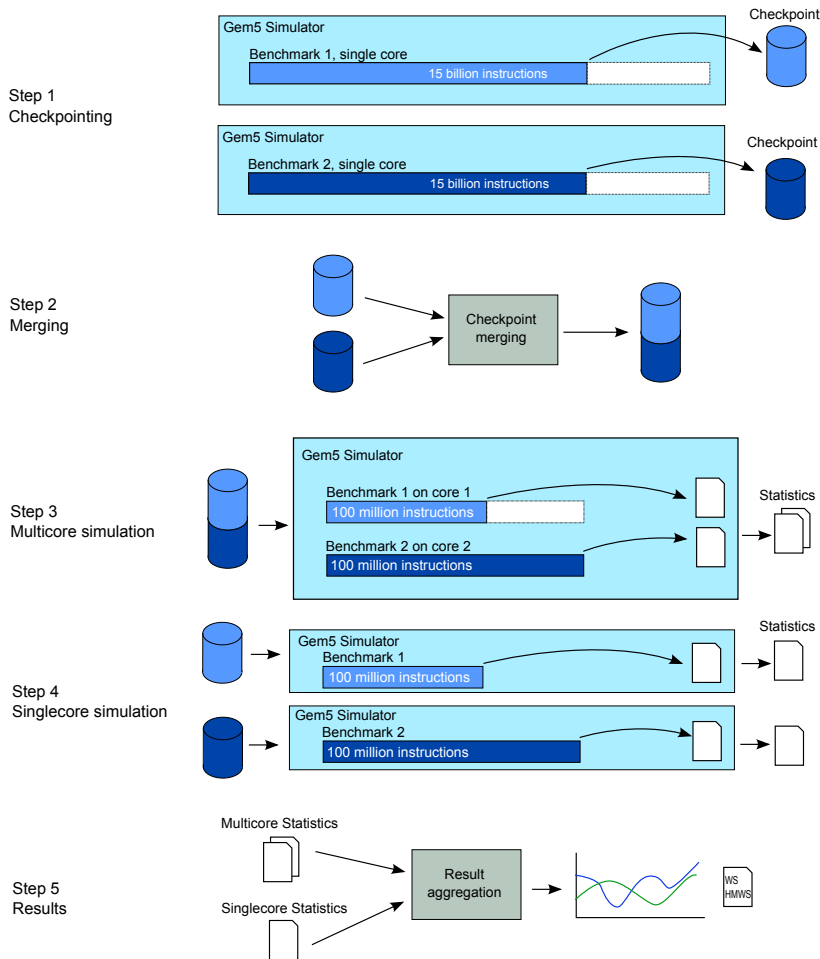 Checkpoint
Gem5 Simulator
Benchmark 1, single core
15 billion instructions
Step 1
Checkpointing
Gem5 Simulator
Checkpoint
Benchmark 2, single core
15 billion instructions
Step 2
Merging
Checkpoint
merging
Gem5 Simulator
Step 3
Multicore simulation
Benchmark 1 on core 1
100 million instructions
Statistics
Benchmark 2 on core 2
100 million instructions
Statistics
Step 4
Singlecore simulation
Gem5 Simulator
Benchmark 1
100 million instructions
Gem5 Simulator
Benchmark 2
100 million instructions
Multicore Statistics
Step 5
Results
Result
aggregation
WS
HMWS
Singlecore Statistics